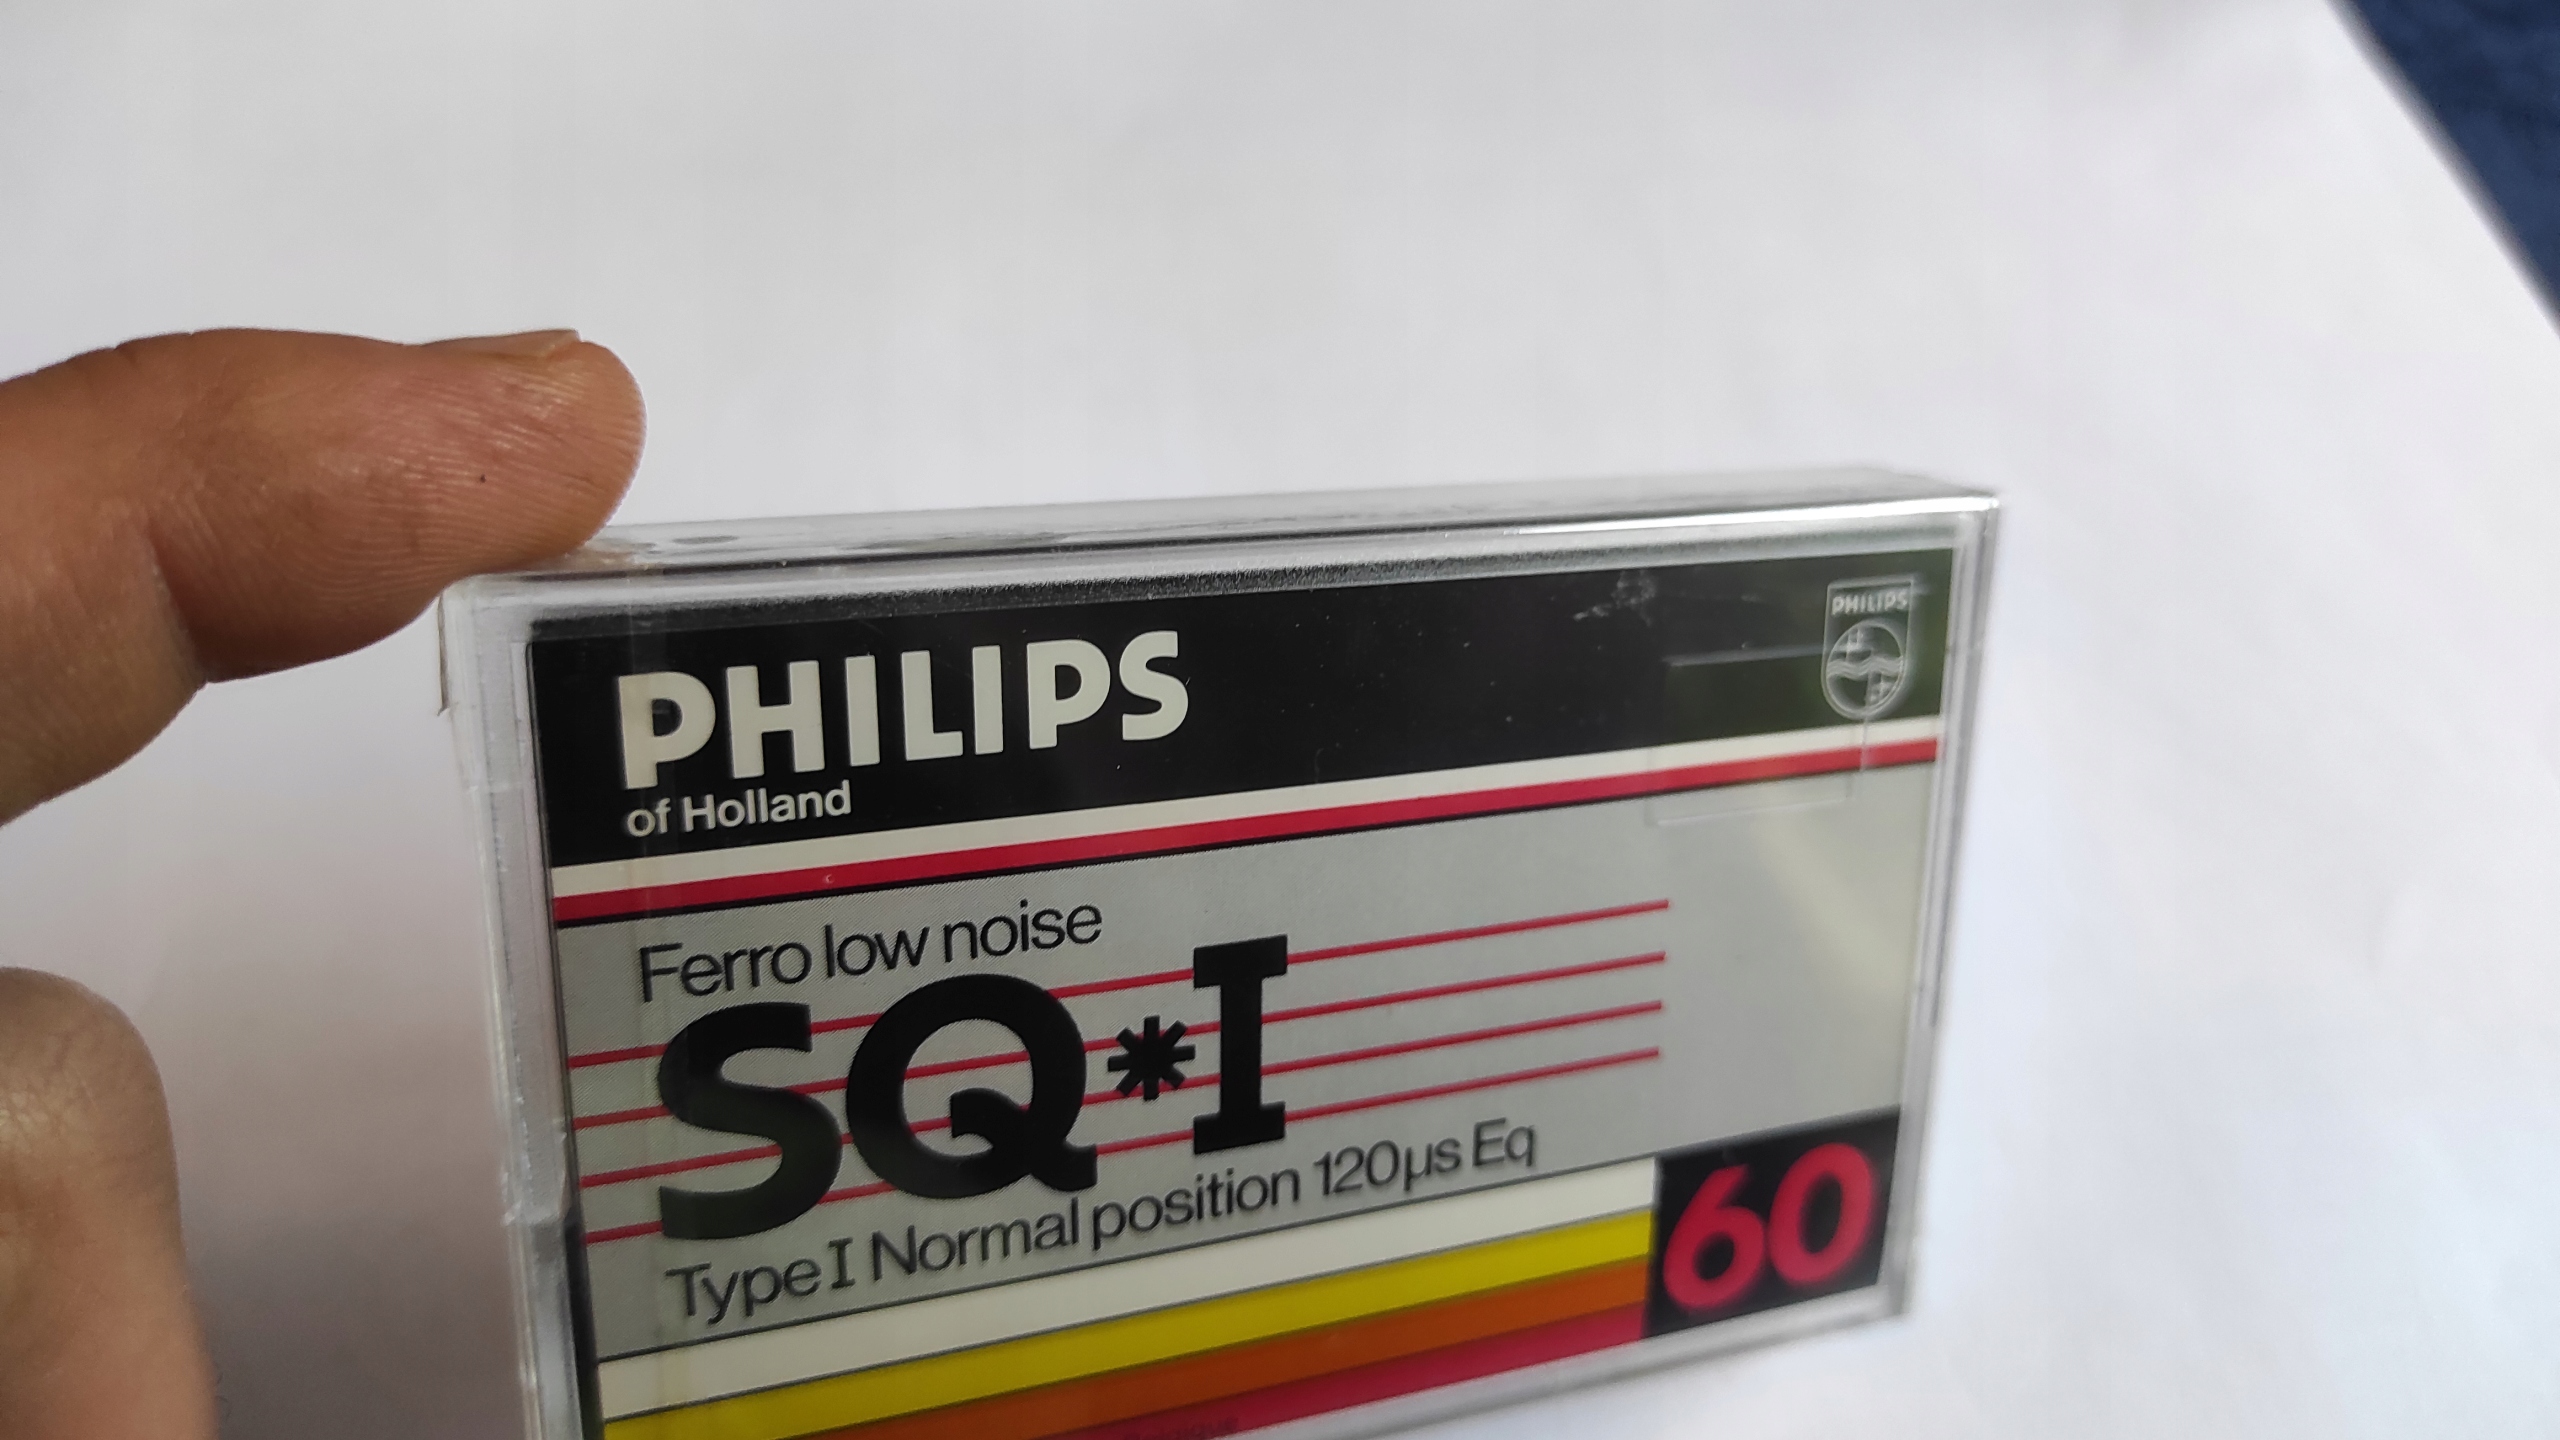 PHILIPS
of Holland
PHILIPS
Ferro low noise
SQ*I
Type I Normal position 120µs Eq
60